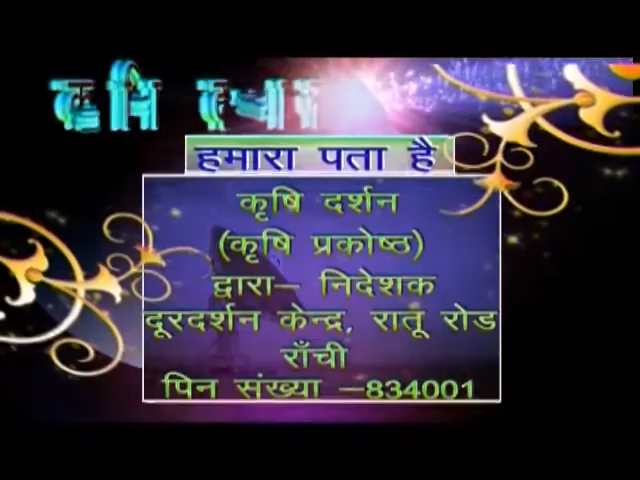 हमारा पता है
कृषि दर्शन
(कृषि प्रकोष्ठ)
द्वारा– निदेशक
दूरदर्शन केन्द्र, रातू रोड
राँची
पिन संख्या –834001